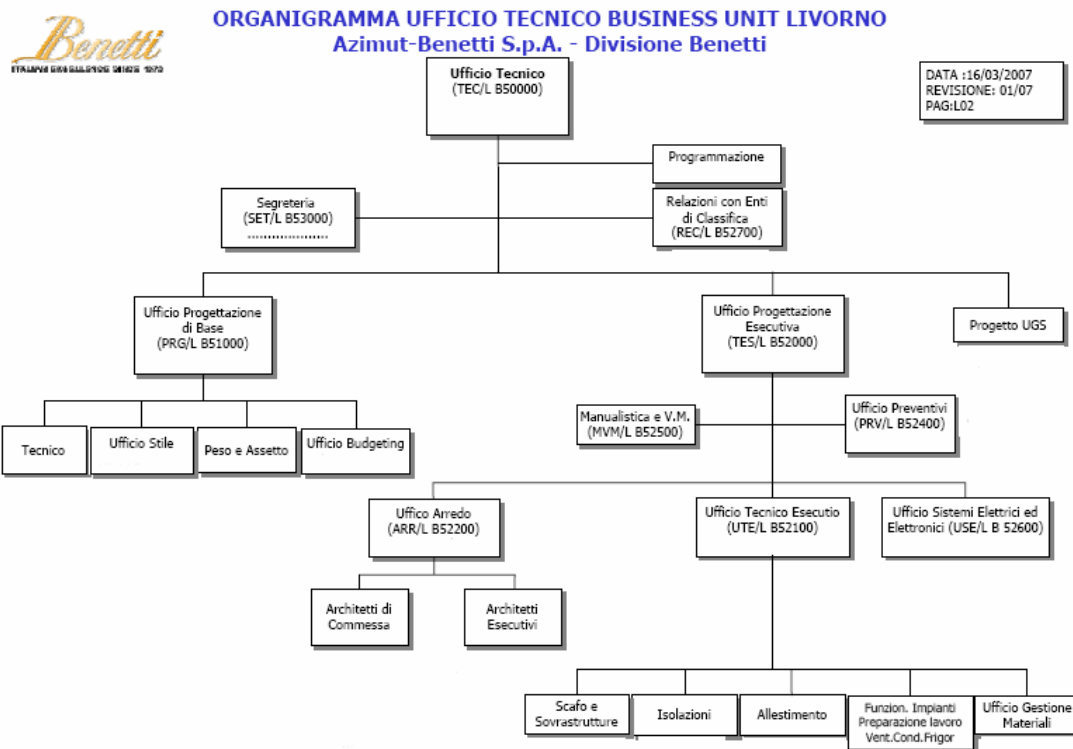 ORGANIGRAMMA UFFICIO TECNICO BUSINESS UNIT LIVORNO
Azimut-Benetti S.p.A. - Divisione Benetti
Benetti
ITALIAN EXCELLENCE SINCE 1873
Ufficio Tecnico
(TEC/L B50000)
DATA :16/03/2007
REVISIONE: 01/07
PAG:L02
Programmazione
Segreteria
(SET/L B53000)
...................
Relazioni con Enti
di Classifica
(REC/L B52700)
Ufficio Progettazione
di Base
(PRG/L B51000)
Ufficio Progettazione
Esecutiva
(TES/L B52000)
Progetto UGS
Manualistica e V.M.
(MVM/L B52500)
Ufficio Preventivi
(PRV/L B52400)
Tecnico
Ufficio Stile
Peso e Assetto
Ufficio Budgeting
Uffico Arredo
(ARR/L B52200)
Ufficio Tecnico Esecutio
(UTE/L B52100)
Ufficio Sistemi Elettrici ed
Elettronici (USE/L B 52600)
Architetti di
Commessa
Architetti
Esecutivi
Scafo e
Sovrastrutture
Isolazioni
Allestimento
Funzion. Impianti
Preparazione lavoro
Vent.Cond.Frigor
Ufficio Gestione
Materiali